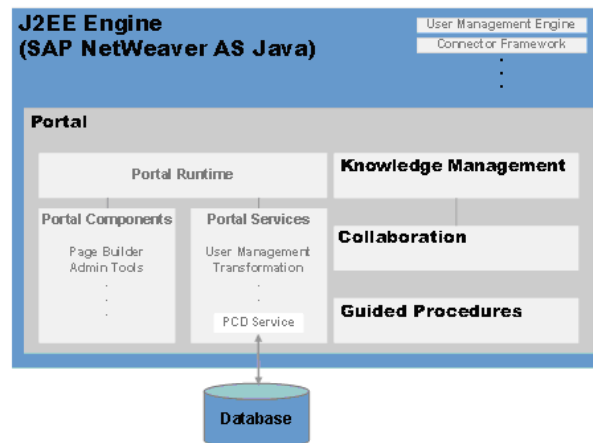 J2EE Engine
(SAP NetWeaver AS Java)
User Management Engine
Connector Framework
Portal
Portal Runtime
Knowledge Management
Portal Components
Page Builder
Admin Tools
Portal Services
User Management
Transformation
PCD Service
Collaboration
Guided Procedures
Database